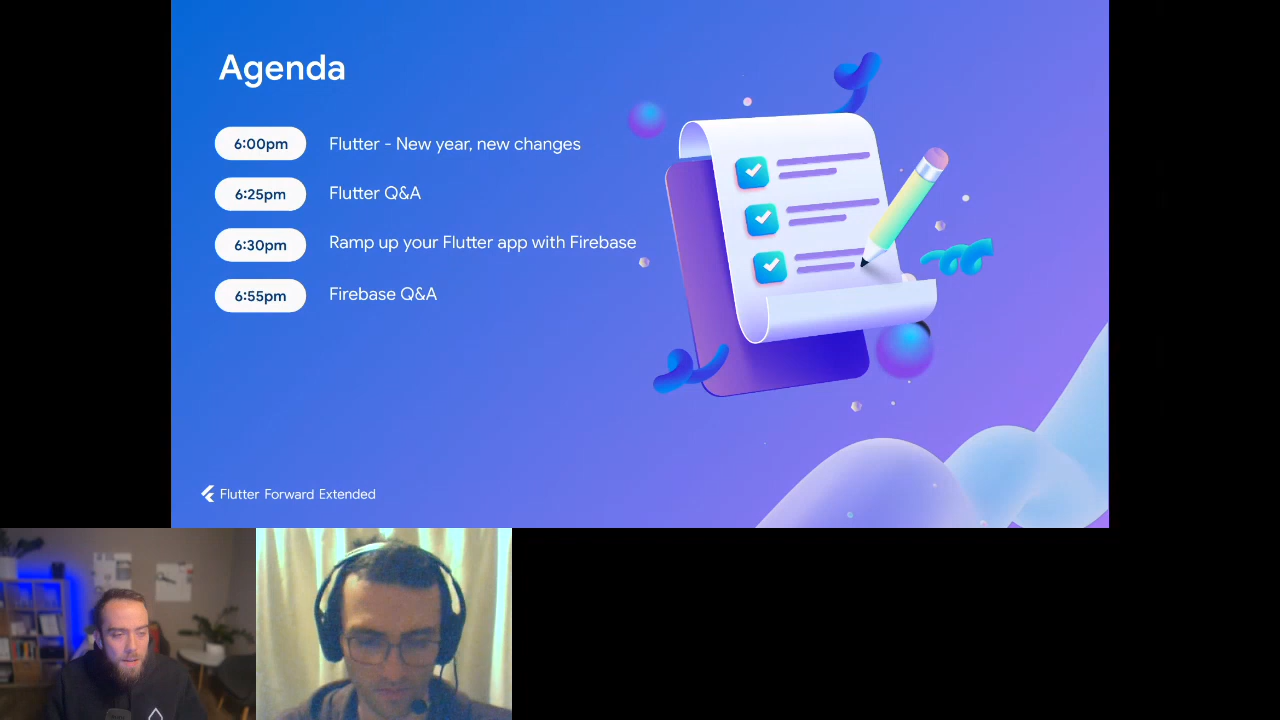 Agenda
6:00pm Flutter - New year, new changes
6:25pm Flutter Q&A
6:30pm Ramp up your Flutter app with Firebase
6:55pm Firebase Q&A
Flutter Forward Extended